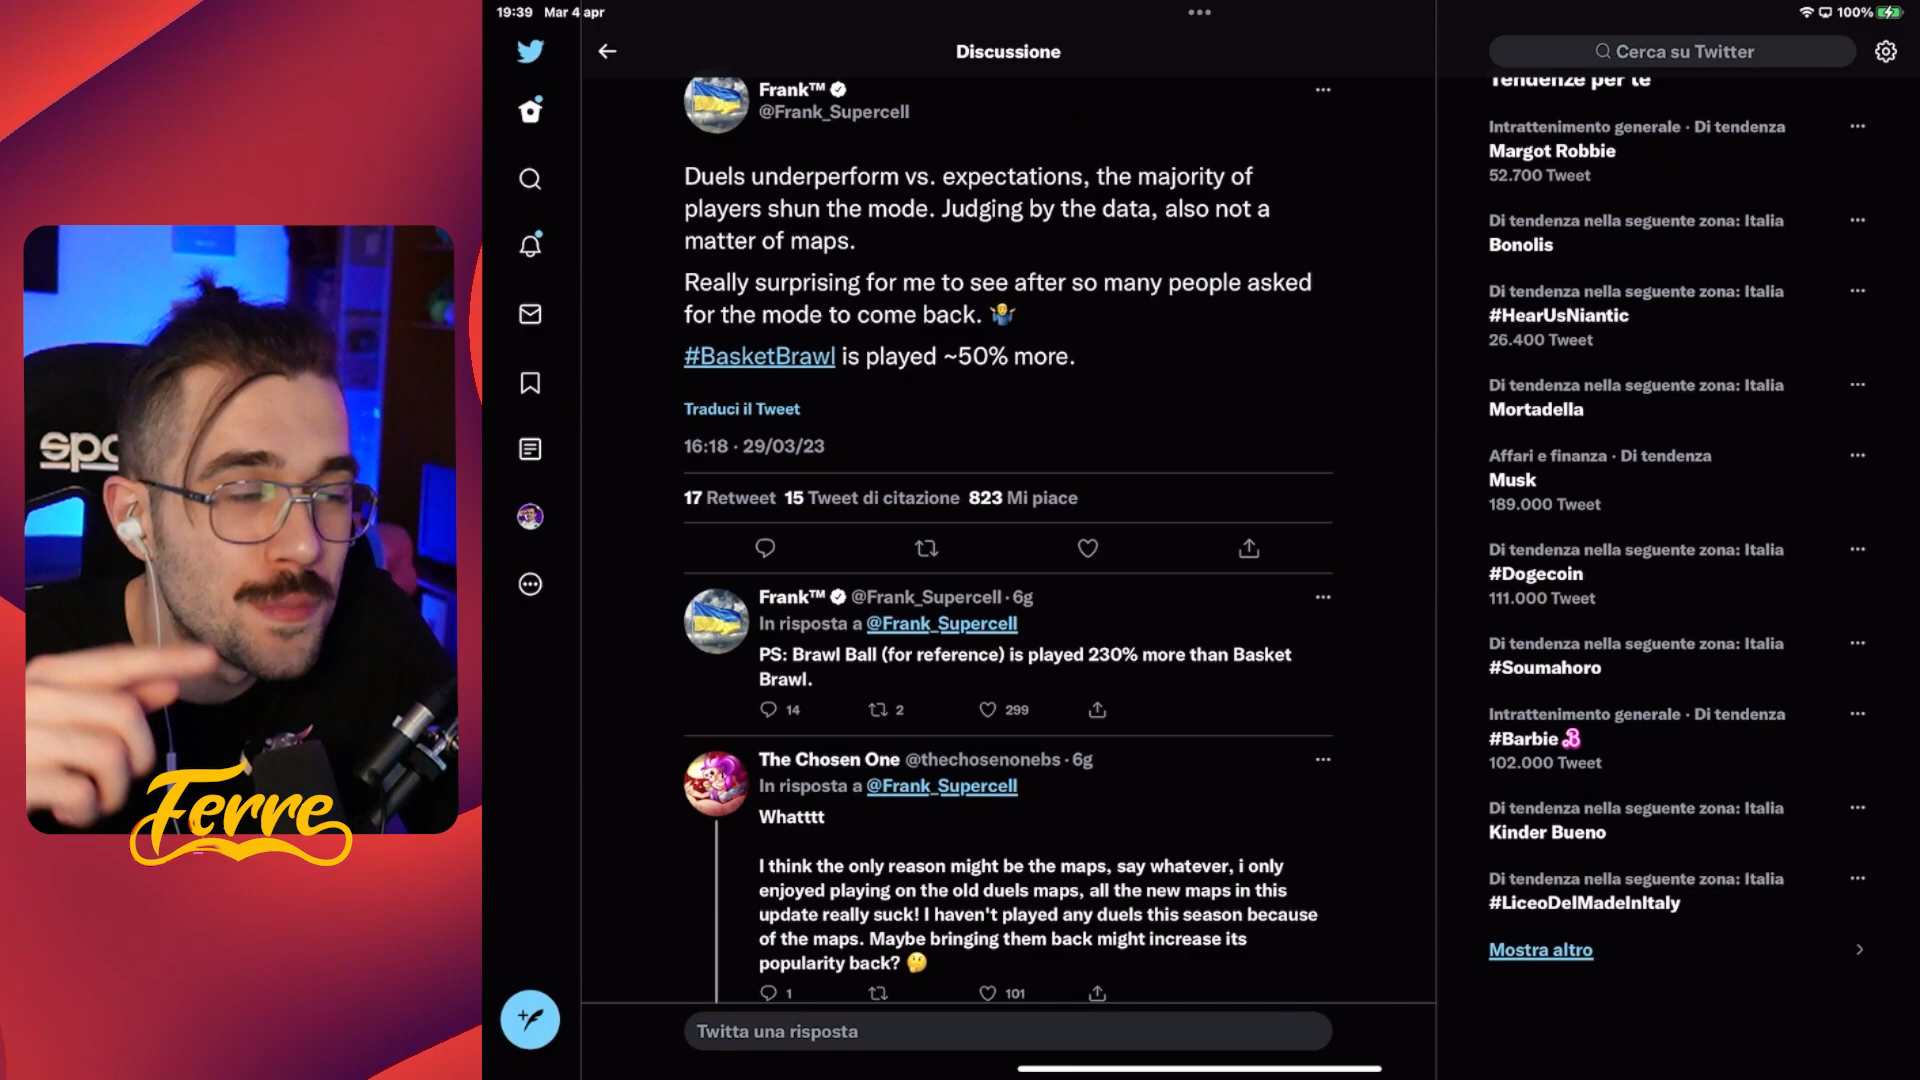 19:39 Mar 4 apr
100%
Discussione
Cerca su Twitter
Frank™
@Frank_Supercell
Duels underperform vs. expectations, the majority of
players shun the mode. Judging by the data, also not a
matter of maps.
Really surprising for me to see after so many people asked
for the mode to come back. 🤷‍♂️
#BasketBrawl is played ~50% more.
Traduci il Tweet
16:18 · 29/03/23
17 Retweet 15 Tweet di citazione 823 Mi piace
Frank™ @Frank_Supercell · 6g
In risposta a @Frank_Supercell
PS: Brawl Ball (for reference) is played 230% more than Basket
Brawl.
14 2 299
The Chosen One @thechosenonebs · 6g
In risposta a @Frank_Supercell
Whatttt
I think the only reason might be the maps, say whatever, i only
enjoyed playing on the old duels maps, all the new maps in this
update really suck! I haven't played any duels this season because
of the maps. Maybe bringing them back might increase its
popularity back? 🤔
1 101
Twitta una risposta
Tendenze per te
Intrattenimento generale · Di tendenza
Margot Robbie
52.700 Tweet
Di tendenza nella seguente zona: Italia
Bonolis
Di tendenza nella seguente zona: Italia
#HearUsNiantic
26.400 Tweet
Di tendenza nella seguente zona: Italia
Mortadella
Affari e finanza · Di tendenza
Musk
189.000 Tweet
Di tendenza nella seguente zona: Italia
#Dogecoin
111.000 Tweet
Di tendenza nella seguente zona: Italia
#Soumahoro
Intrattenimento generale · Di tendenza
#Barbie
102.000 Tweet
Di tendenza nella seguente zona: Italia
Kinder Bueno
Di tendenza nella seguente zona: Italia
#LiceoDelMadeInItaly
Mostra altro
Ferre